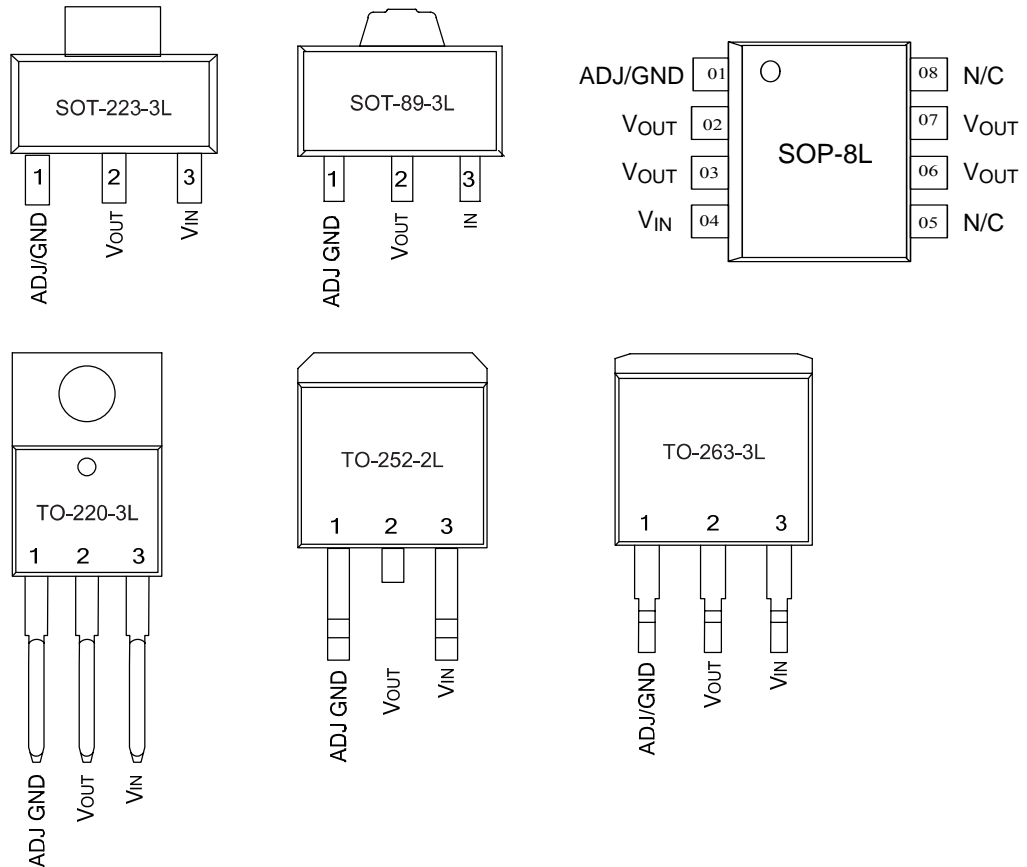 SOT-223-3L
1 2 3
ADJ/GND
VOUT
VIN
SOT-89-3L
1 2 3
ADJ GND
VOUT
IN
ADJ/GND 01
VOUT 02
VOUT 03
VIN 04
SOP-8L
08 N/C
07 VOUT
06 VOUT
05 N/C
TO-220-3L
1 2 3
ADJ GND
VOUT
VIN
TO-252-2L
1 2 3
ADJ GND
VOUT
VIN
TO-263-3L
1 2 3
ADJ/GND
VOUT
VIN